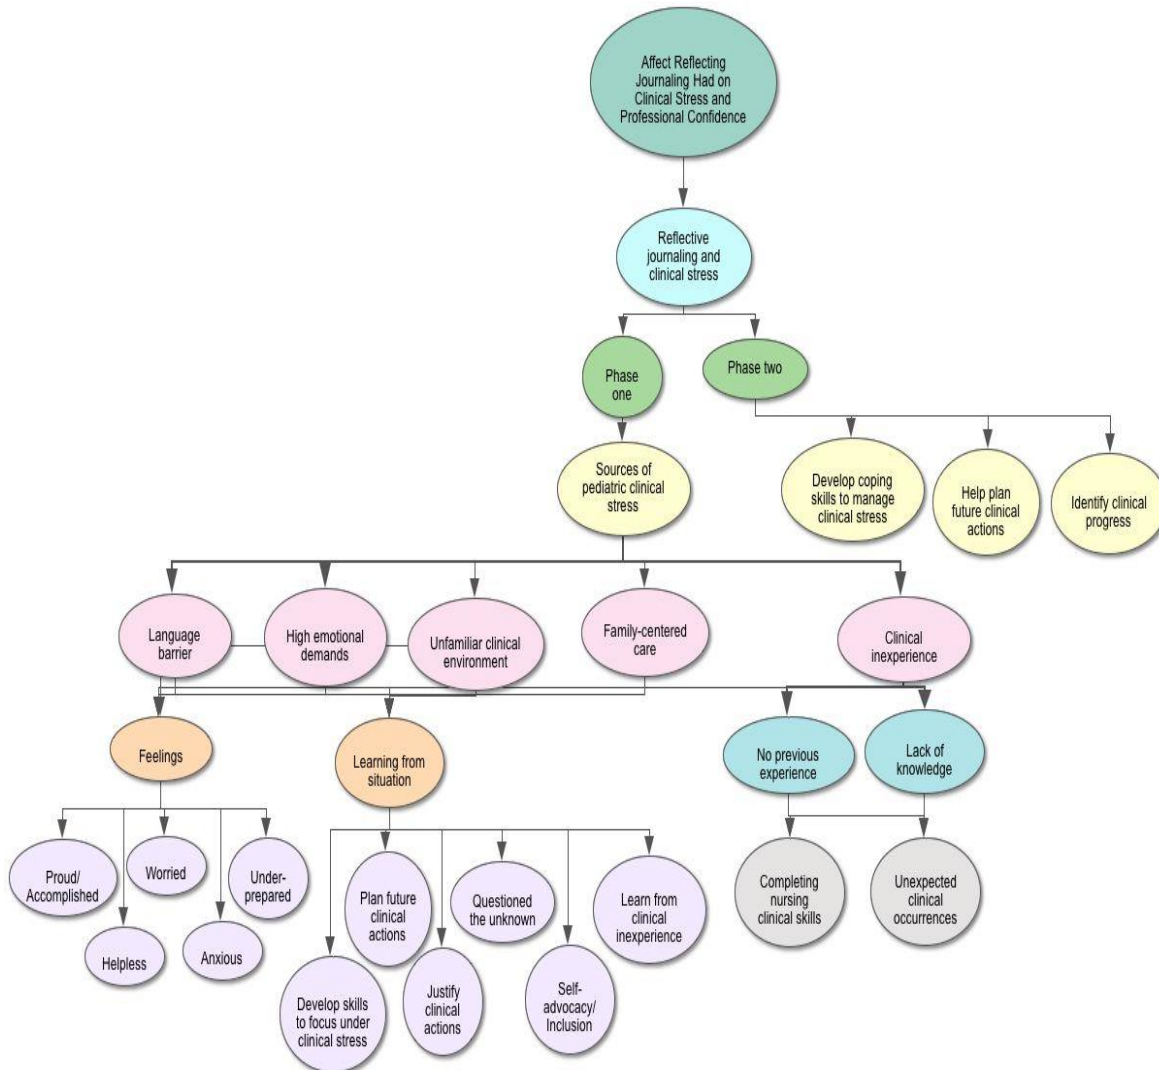 Affect Reflecting
Journaling Had on
Clinical Stress and
Professional Confidence
Reflective
journaling and
clinical stress
Phase
one
Phase two
Sources of
pediatric clinical
stress
Develop coping
skills to manage
clinical stress
Help plan
future clinical
actions
Identify clinical
progress
Language
barrier
High emotional
demands
Unfamiliar clinical
environment
Family-centered
care
Clinical
inexperience
Feelings
Learning from
situation
No previous
experience
Lack of
knowledge
Proud/
Accomplished
Helpless
Worried
Anxious
Under-
prepared
Develop skills
to focus under
clinical stress
Plan future
clinical
actions
Justify
clinical
actions
Questioned
the unknown
Self-
advocacy/
Inclusion
Learn from
clinical
inexperience
Completing
nursing
clinical skills
Unexpected
clinical
occurrences